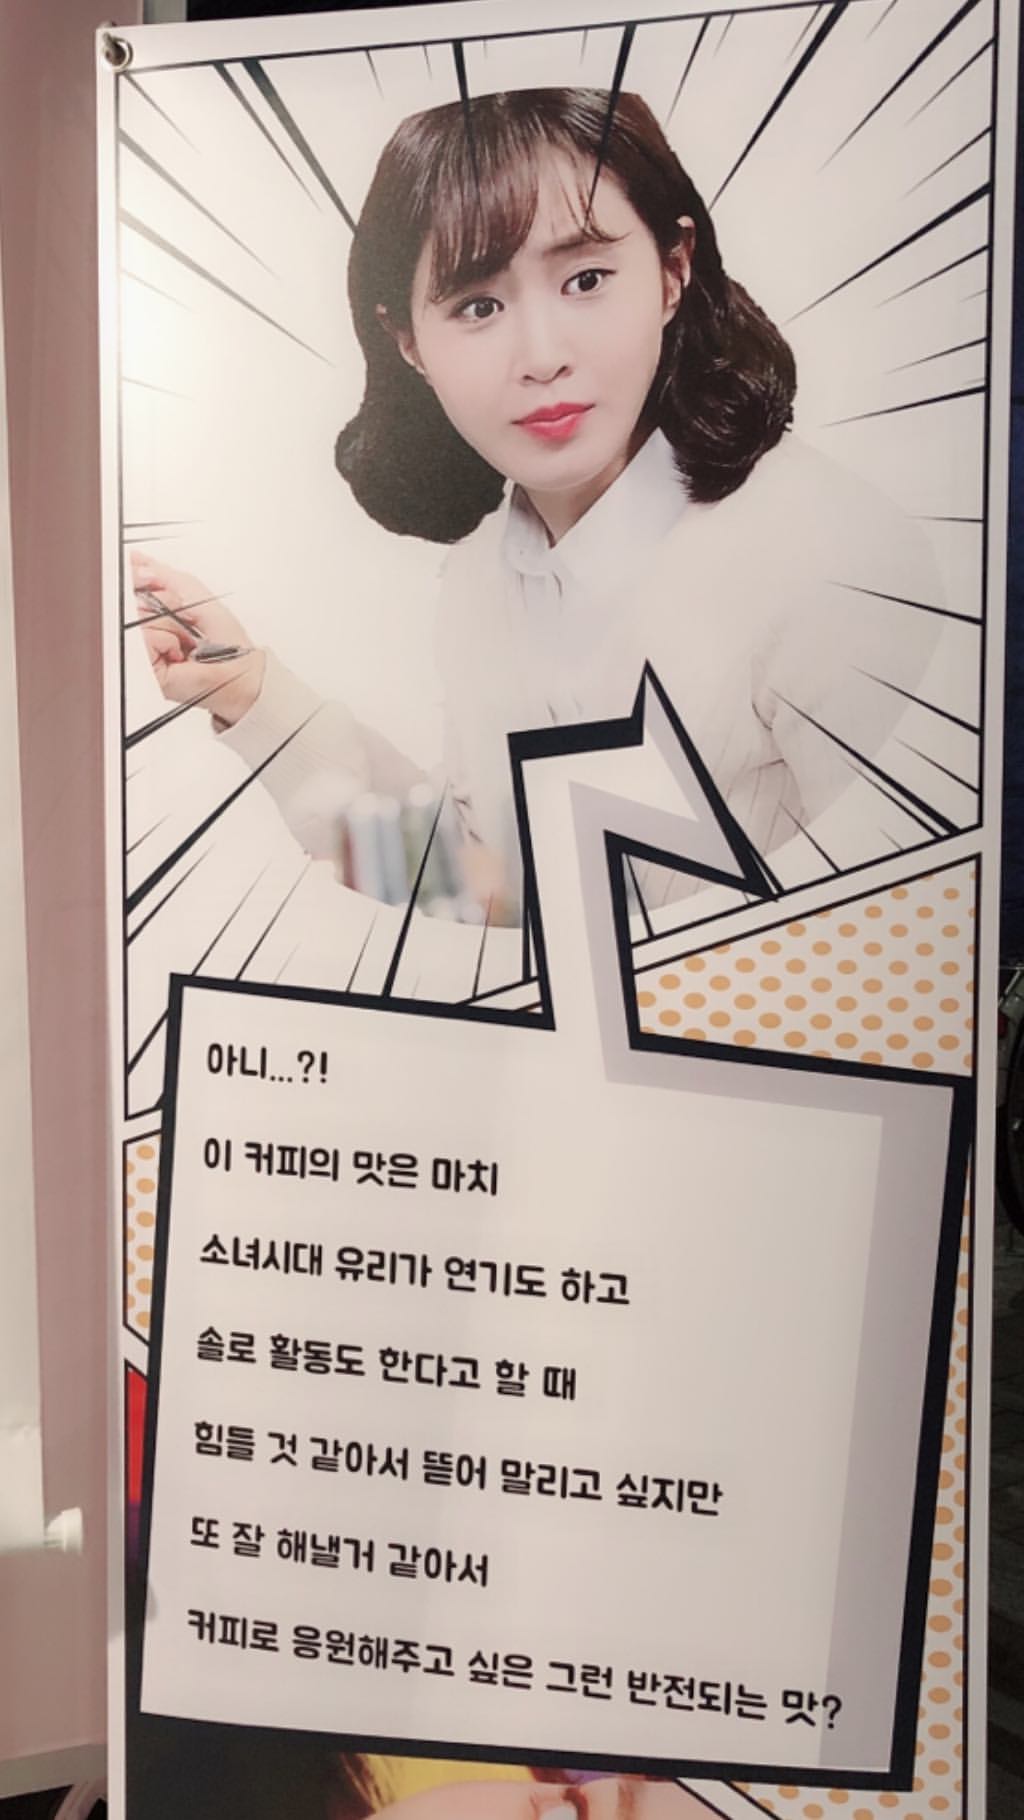 아니...?!
이 커피의 맛은 마치
소녀시대 유리가 연기도 하고
솔로 활동도 한다고 할 때
힘들 것 같아서 뜯어 말리고 싶지만
또 잘 해낼거 같아서
커피로 응원해주고 싶은 그런 반전되는 맛?